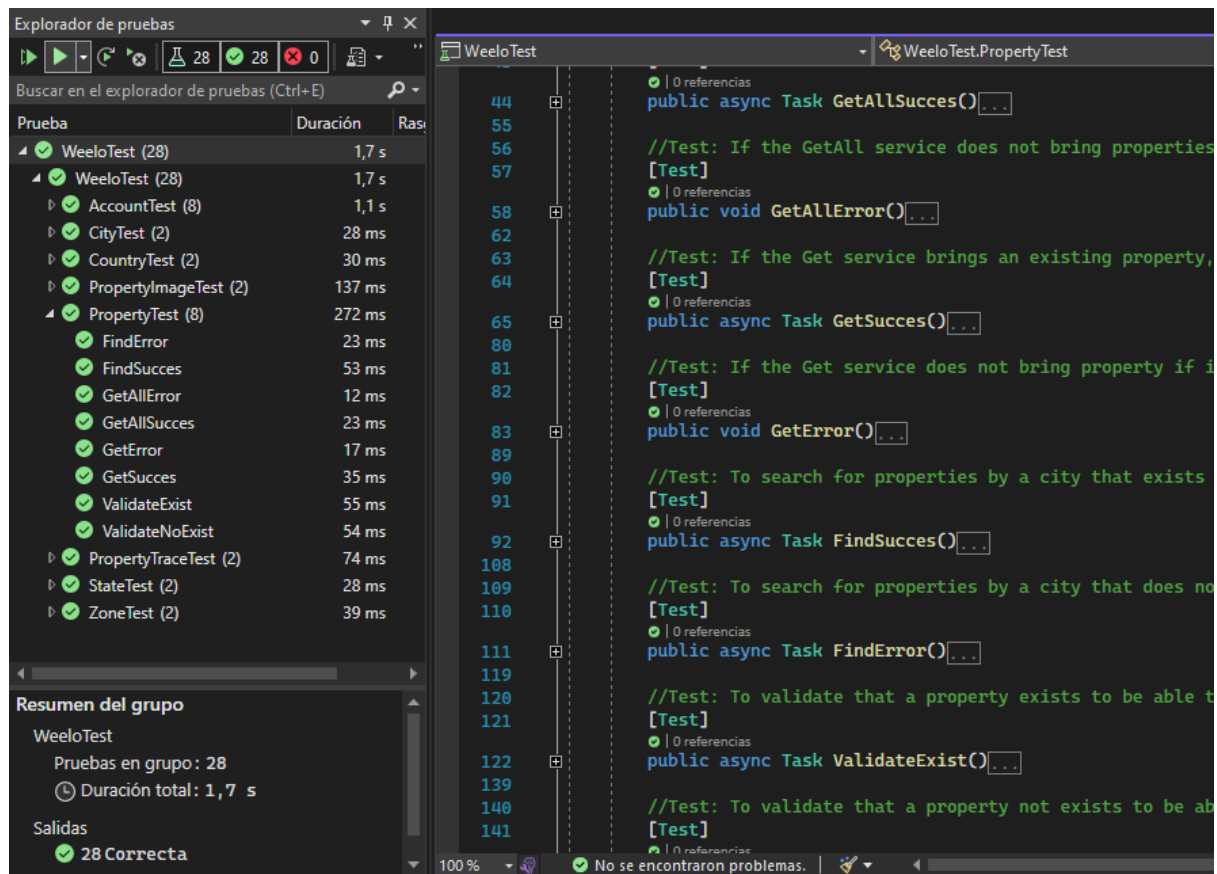 Explorador de pruebas
28 28 0
Buscar en el explorador de pruebas (Ctrl+E)
Prueba Duración Ras
WeeloTest (28) 1,7 s
WeeloTest (28) 1,7 s
AccountTest (8) 1,1 s
CityTest (2) 28 ms
CountryTest (2) 30 ms
PropertyImageTest (2) 137 ms
PropertyTest (8) 272 ms
FindError 23 ms
FindSucces 53 ms
GetAllError 12 ms
GetAllSucces 23 ms
GetError 17 ms
GetSucces 35 ms
ValidateExist 55 ms
ValidateNoExist 54 ms
PropertyTraceTest (2) 74 ms
StateTest (2) 28 ms
ZoneTest (2) 39 ms
Resumen del grupo
WeeloTest
Pruebas en grupo: 28
Duración total: 1,7 s
Salidas
28 Correcta
WeeloTest WeeloTest.PropertyTest
0 referencias
44 public async Task GetAllSucces()...
55
56 //Test: If the GetAll service does not bring properties
57 [Test]
0 referencias
58 public void GetAllError()...
62
63 //Test: If the Get service brings an existing property,
64 [Test]
0 referencias
65 public async Task GetSucces()...
80
81 //Test: If the Get service does not bring property if i
82 [Test]
0 referencias
83 public void GetError()...
89
90 //Test: To search for properties by a city that exists
91 [Test]
0 referencias
92 public async Task FindSucces()...
108
109 //Test: To search for properties by a city that does no
110 [Test]
0 referencias
111 public async Task FindError()...
119
120 //Test: To validate that a property exists to be able t
121 [Test]
0 referencias
122 public async Task ValidateExist()...
139
140 //Test: To validate that a property not exists to be ab
141 [Test]
0 referencias
100 % No se encontraron problemas.